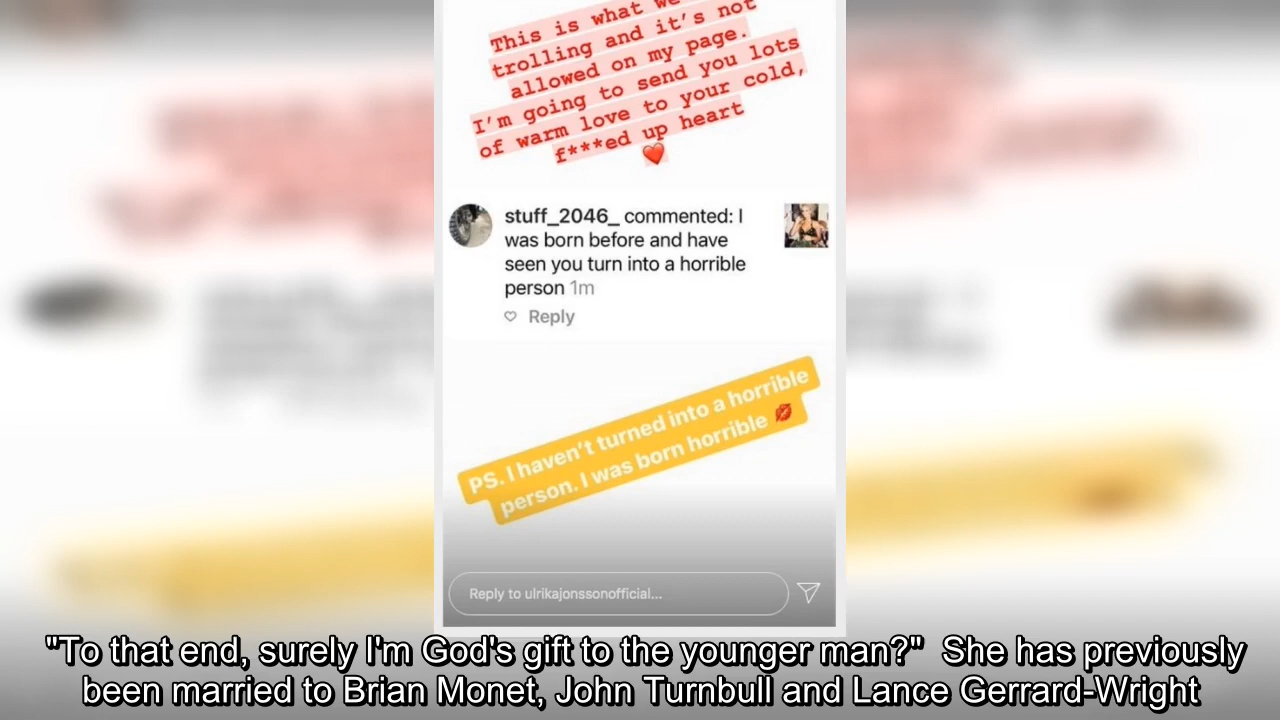 This is what we
trolling and it's not
allowed on my page.
I'm going to send you lots
of warm love to your cold,
f***ed up heart
stuff_2046_ commented: I
was born before and have
seen you turn into a horrible
person 1m
Reply
PS. I haven't turned into a horrible
person. I was born horrible
Reply to ulrikajonssonofficial...
"To that end, surely I'm God's gift to the younger man?"  She has previously
been married to Brian Monet, John Turnbull and Lance Gerrard-Wright